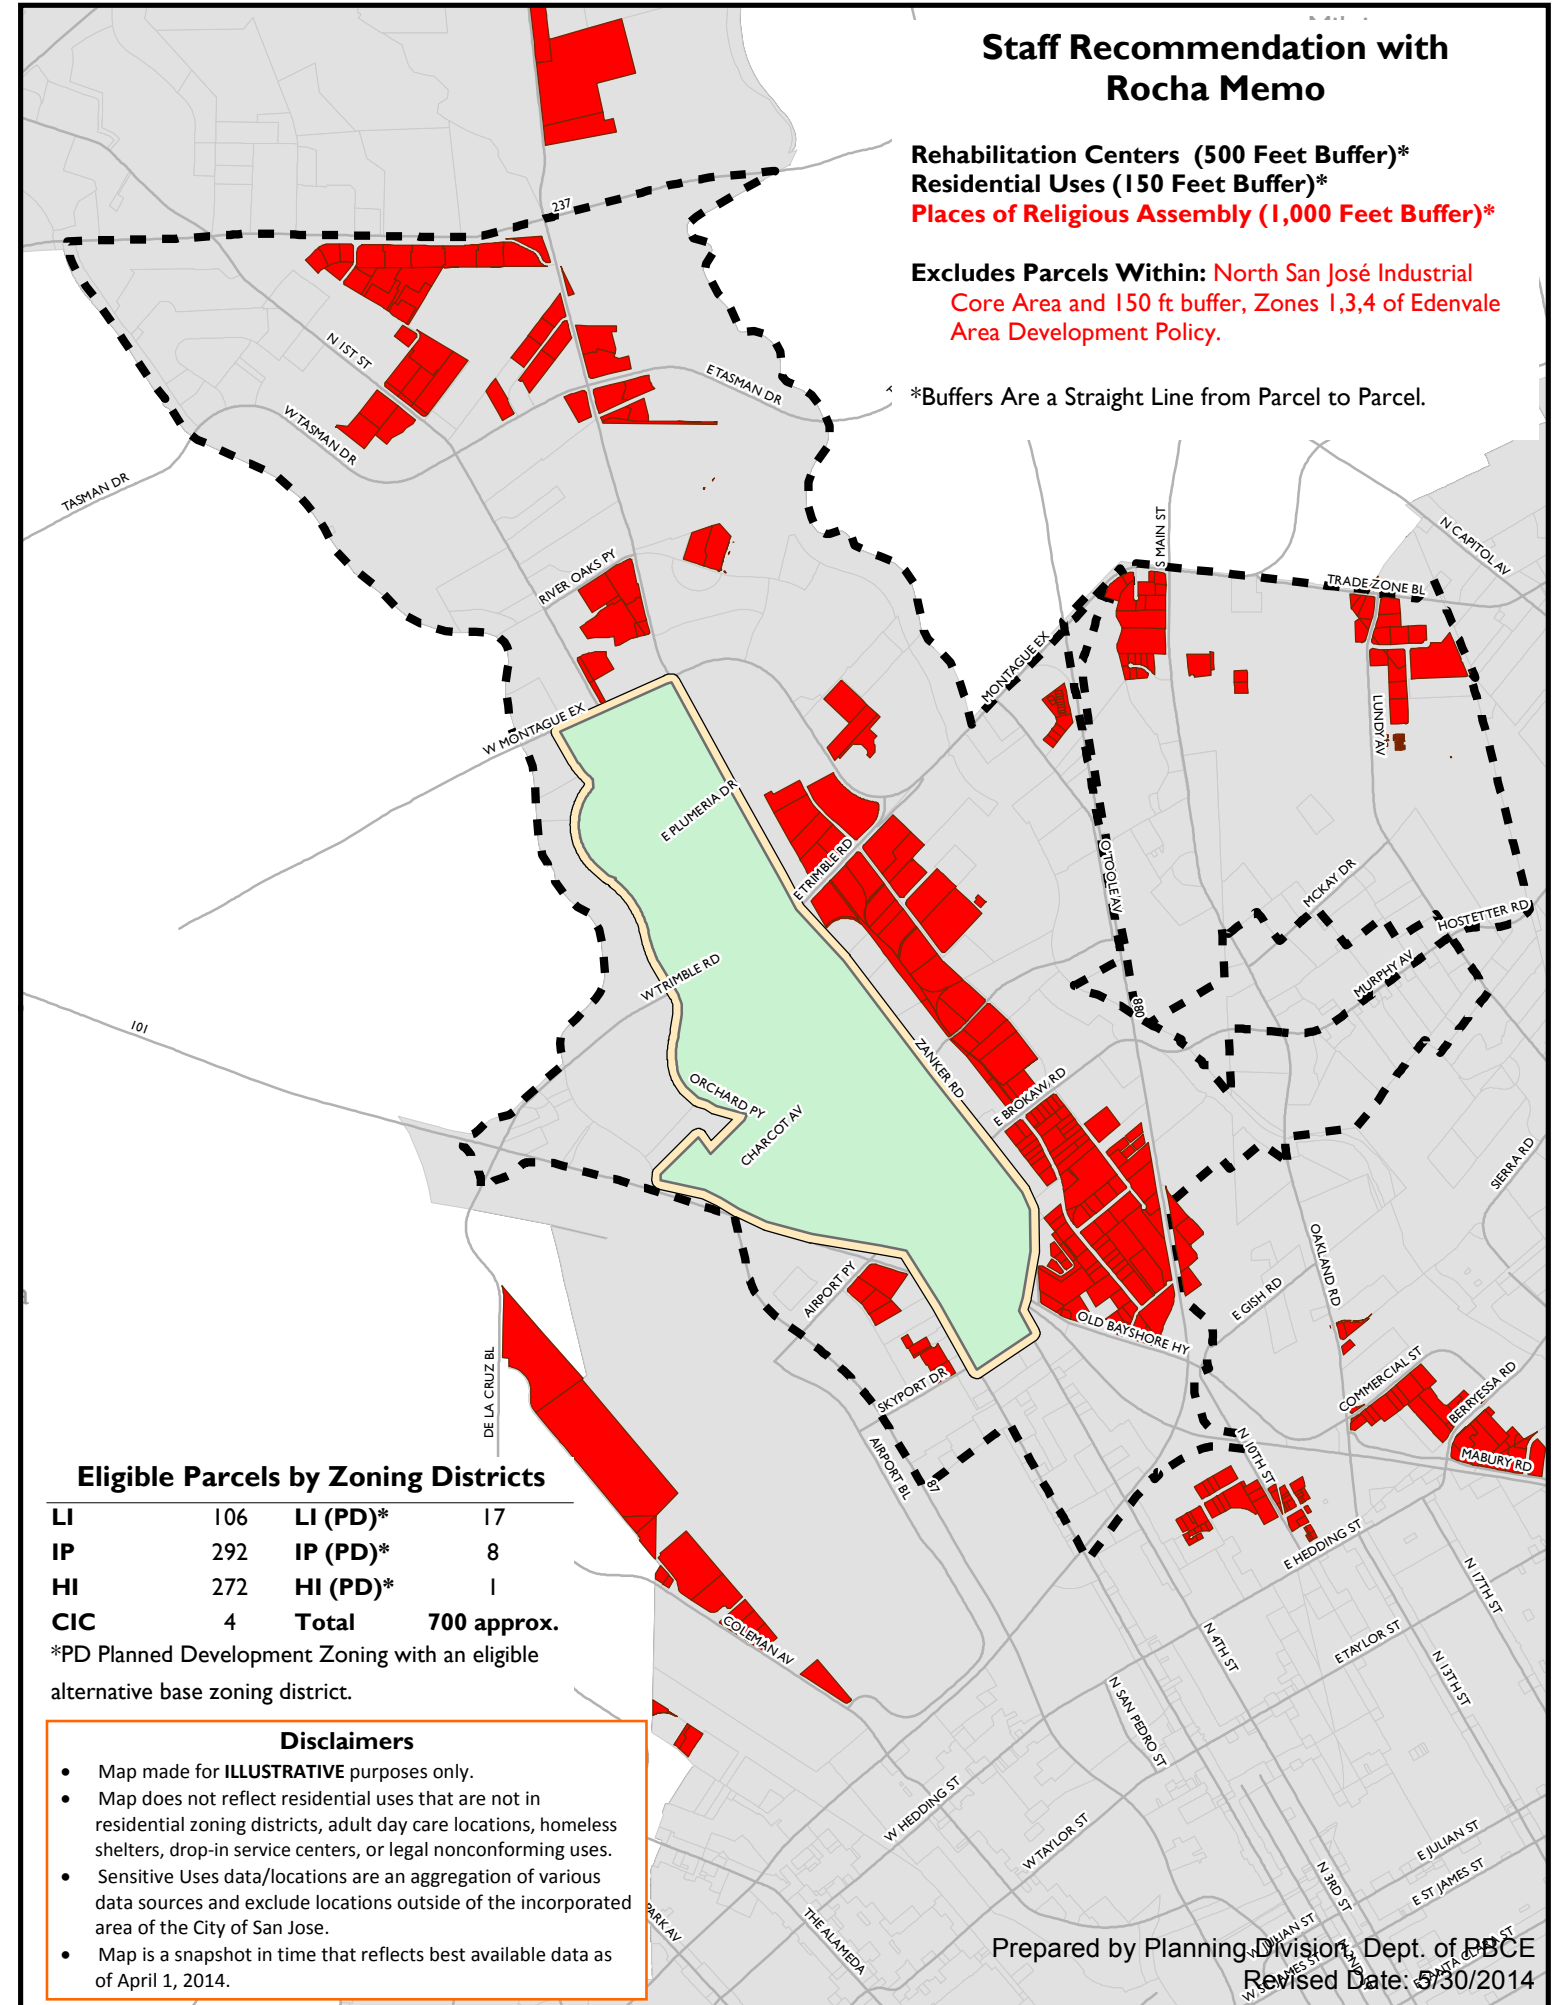 Staff Recommendation with
Rocha Memo
Rehabilitation Centers (500 Feet Buffer)*
Residential Uses (150 Feet Buffer)*
Places of Religious Assembly (1,000 Feet Buffer)*
Excludes Parcels Within: North San José Industrial
Core Area and 150 ft buffer, Zones 1,3,4 of Edenvale
Area Development Policy.
*Buffers Are a Straight Line from Parcel to Parcel.
237
N 1ST ST
E TASMAN DR
W TASMAN DR
TASMAN DR
RIVER OAKS PY
S MAIN ST
N CAPITOL AV
TRADE ZONE BL
MONTAGUE EX
LUNDY AV
W MONTAGUE EX
E PLUMERIA DR
E TRIMBLE RD
O'TOOLE AV
MCKAY DR
HOSTETTER RD
MURPHY AV
W TRIMBLE RD
880
101
ZANKER RD
ORCHARD PY
CHARCOT AV
E BROKAW RD
SIERRA RD
OAKLAND RD
AIRPORT PY
E GISH RD
OLD BAYSHORE HY
DE LA CRUZ BL
SKYPORT DR
COMMERCIAL ST
BERRYESSA RD
MABURY RD
AIRPORT BL
87
N 10TH ST
E HEDDING ST
N 17TH ST
Eligible Parcels by Zoning Districts
LI 106 LI (PD)* 17
IP 292 IP (PD)* 8
HI 272 HI (PD)* 1
CIC 4 Total 700 approx.
*PD Planned Development Zoning with an eligible
alternative base zoning district.
COLEMAN AV
N 4TH ST
E TAYLOR ST
N 13TH ST
N SAN PEDRO ST
W HEDDING ST
W TAYLOR ST
E JULIAN ST
E ST JAMES ST
N 3RD ST
THE ALAMEDA
PARK AV
W JULIAN ST
W ST JAMES ST
N 2ND ST
E SANTA CLARA ST
Disclaimers
• Map made for ILLUSTRATIVE purposes only.
• Map does not reflect residential uses that are not in
residential zoning districts, adult day care locations, homeless
shelters, drop-in service centers, or legal nonconforming uses.
• Sensitive Uses data/locations are an aggregation of various
data sources and exclude locations outside of the incorporated
area of the City of San Jose.
• Map is a snapshot in time that reflects best available data as
of April 1, 2014.
Prepared by Planning Division, Dept. of PBCE
Revised Date: 5/30/2014